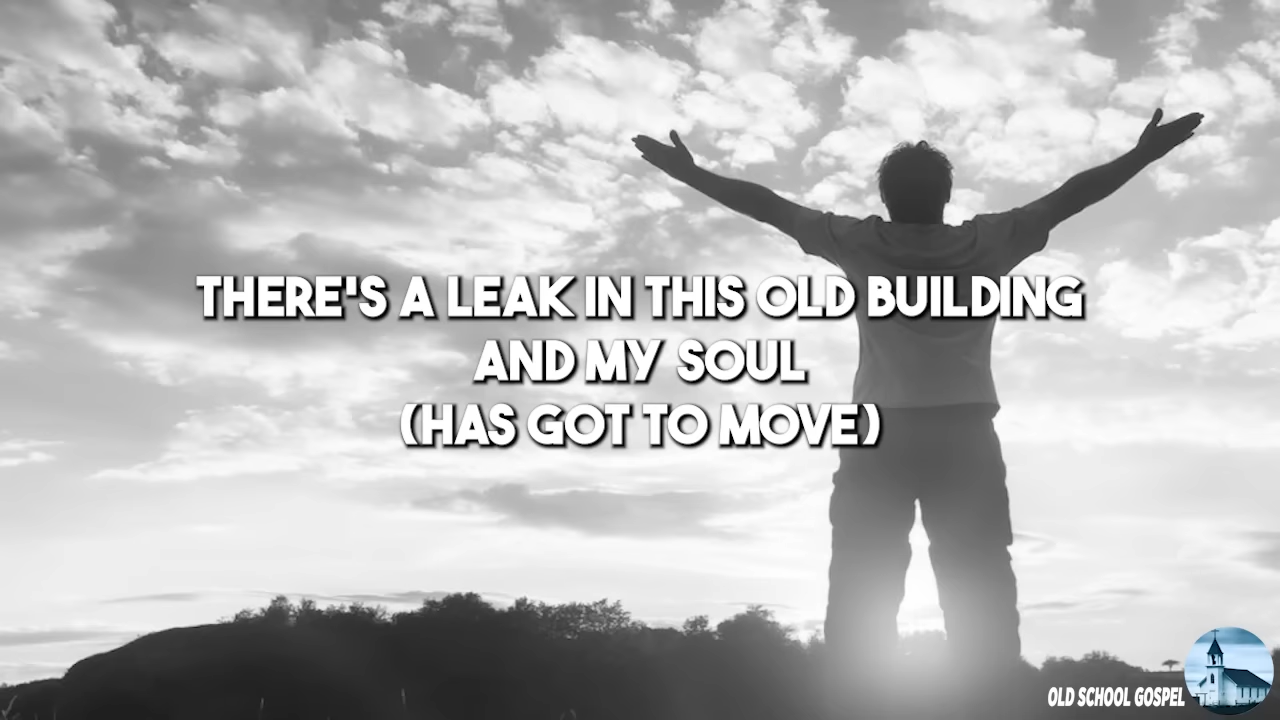 THERE'S A LEAK IN THIS OLD BUILDING
AND MY SOUL
(HAS GOT TO MOVE)
OLD SCHOOL GOSPEL